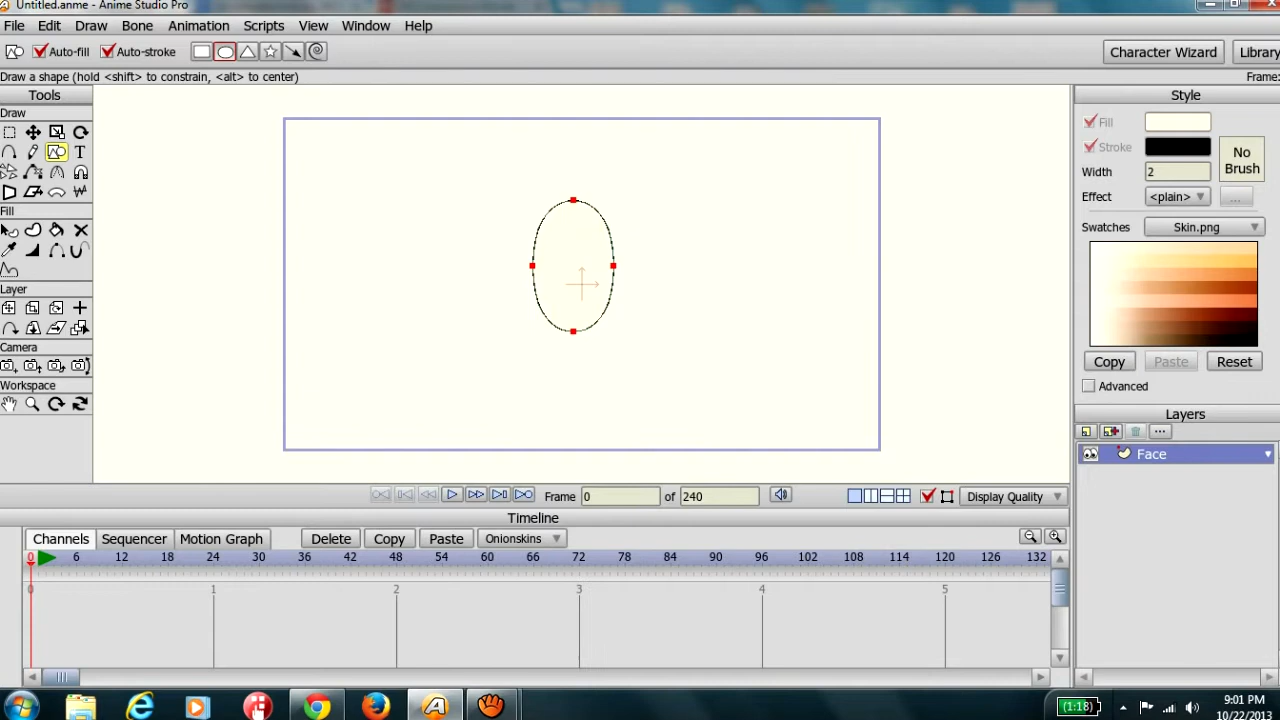 Untitled.anme - Anime Studio Pro
File Edit Draw Bone Animation Scripts View Window Help
Auto-fill Auto-stroke Character Wizard Library
Draw a shape (hold <shift> to constrain, <alt> to center) Frame:
Tools
Draw
T
Fill
Layer
Camera
Workspace
Style
Fill
Stroke
No Brush
Width 2
Effect <plain> ...
Swatches Skin.png
Copy Paste Reset
Advanced
Layers
...
Face
Frame 0 of 240 Display Quality
Timeline
Channels Sequencer Motion Graph Delete Copy Paste Onionskins
0 6 12 18 24 30 36 42 48 54 60 66 72 78 84 90 96 102 108 114 120 126 132
0 1 2 3 4 5
(1:18) 9:01 PM
10/22/2013